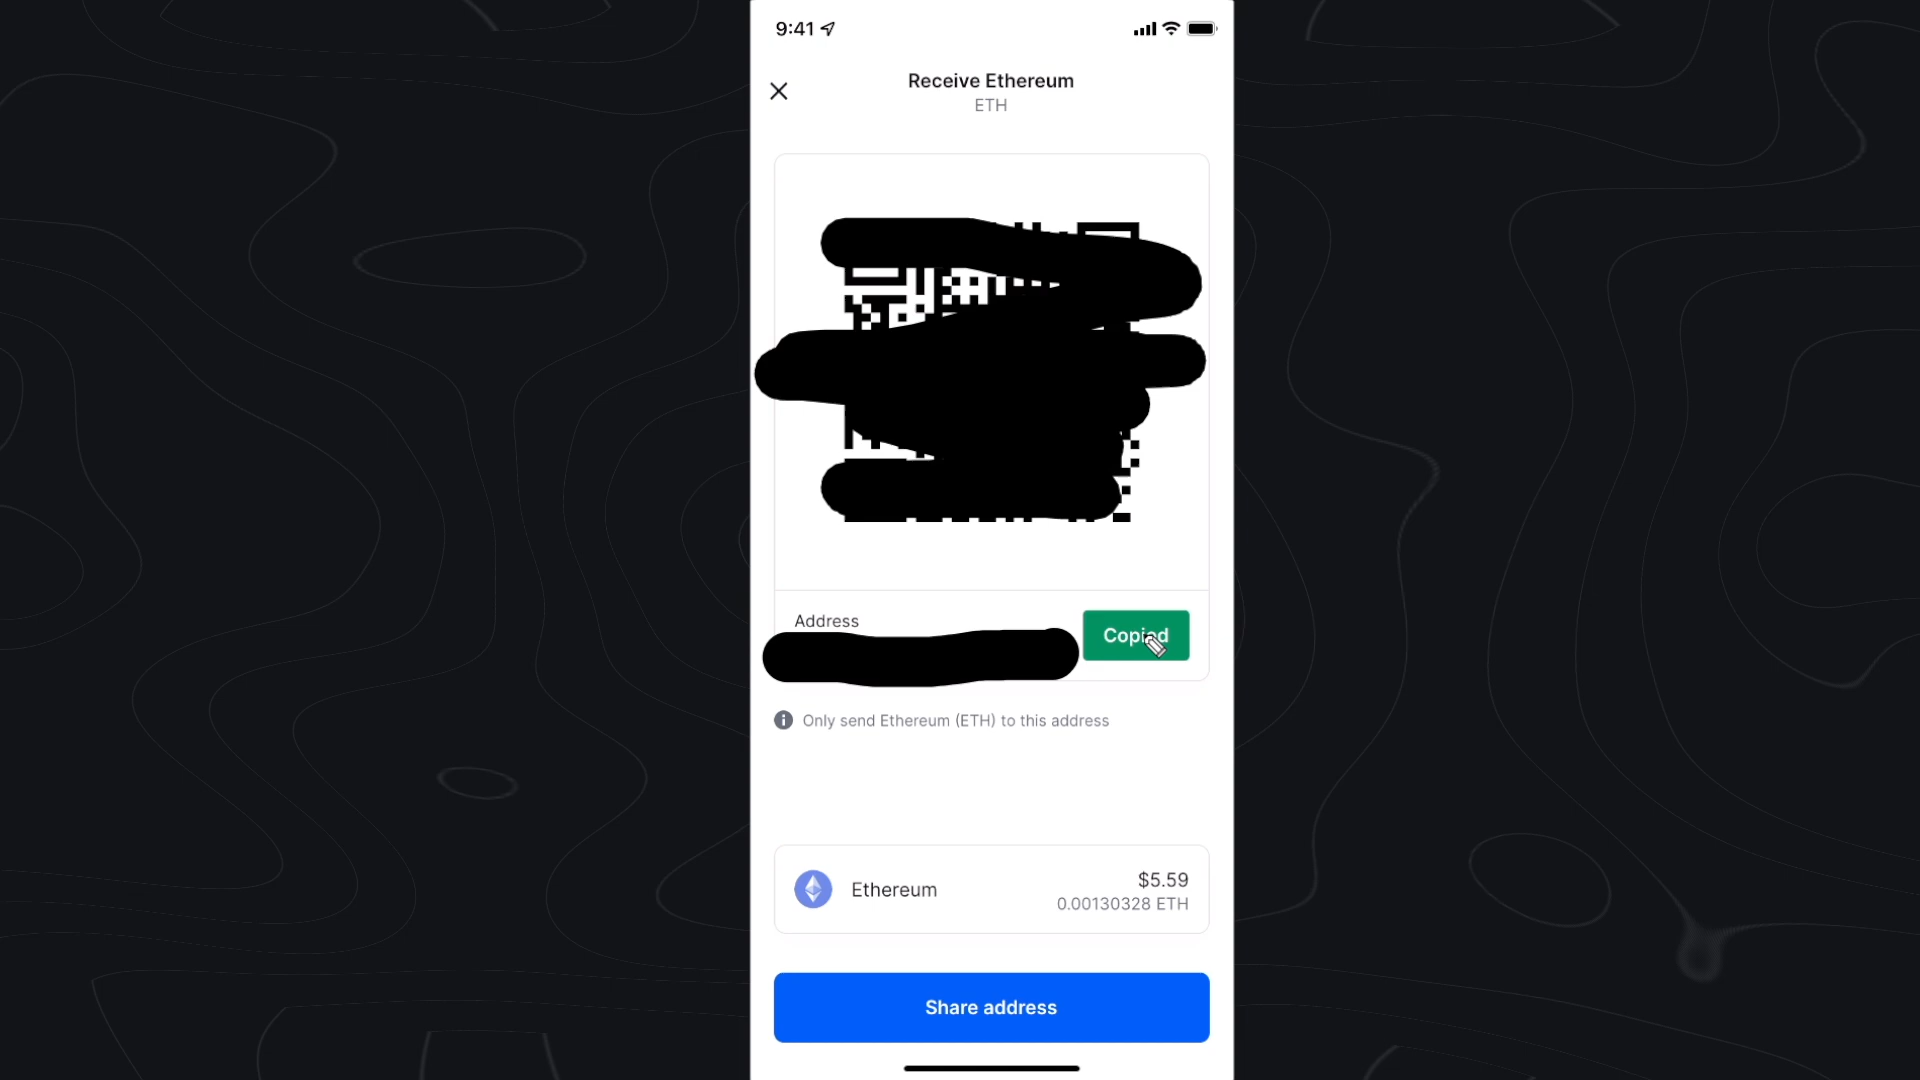 9:41
Receive Ethereum
ETH
Address
Copied
Only send Ethereum (ETH) to this address
Ethereum
$5.59
0.00130328 ETH
Share address